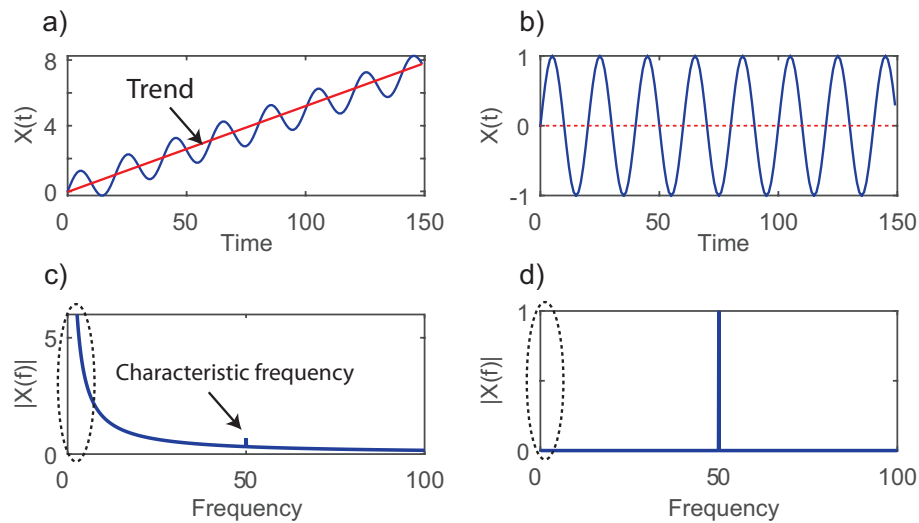 a)
X(t)
8
4
0
Trend
0 50 100 150
Time
b)
X(t)
1
0
-1
0 50 100 150
Time
c)
|X(f)|
5
0
Characteristic frequency
0 50 100
Frequency
d)
|X(f)|
1
0
0 50 100
Frequency